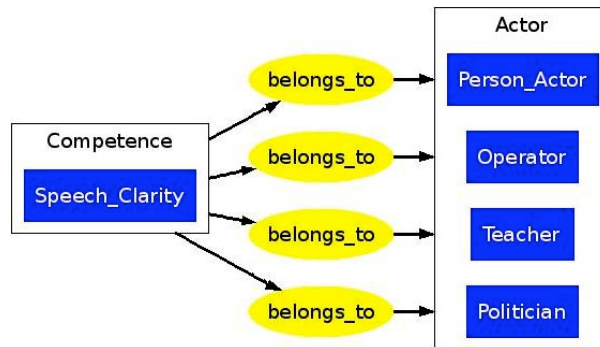 Actor
belongs_to
Person_Actor
Competence
Speech_Clarity
belongs_to
Operator
belongs_to
Teacher
belongs_to
Politician